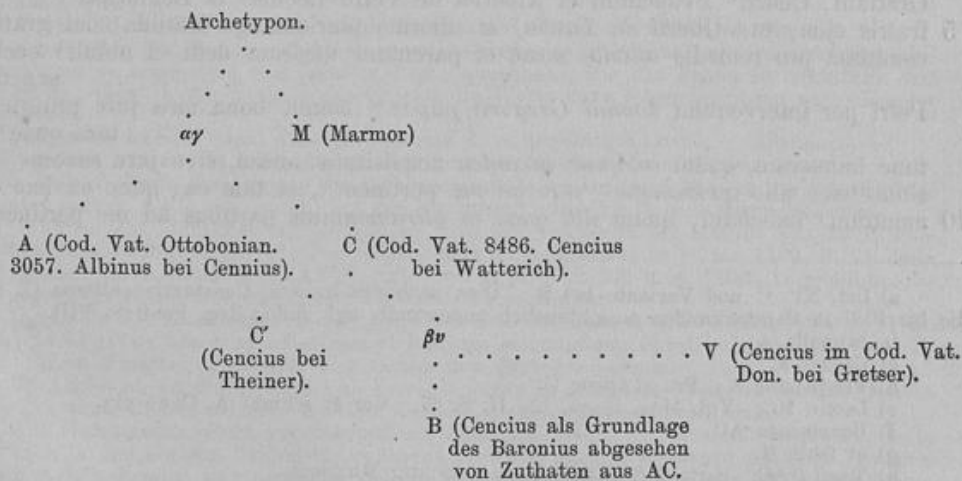 Archetypon.
αγ M (Marmor)
A (Cod. Vat. Ottobonian. C (Cod. Vat. 8486. Cencius
3057. Albinus bei Cennius). bei Watterich).
C′ βυ
(Cencius bei V (Cencius im Cod. Vat.
Theiner). Don. bei Gretser).
B (Cencius als Grundlage
des Baronius abgesehen
von Zuthaten aus AC.